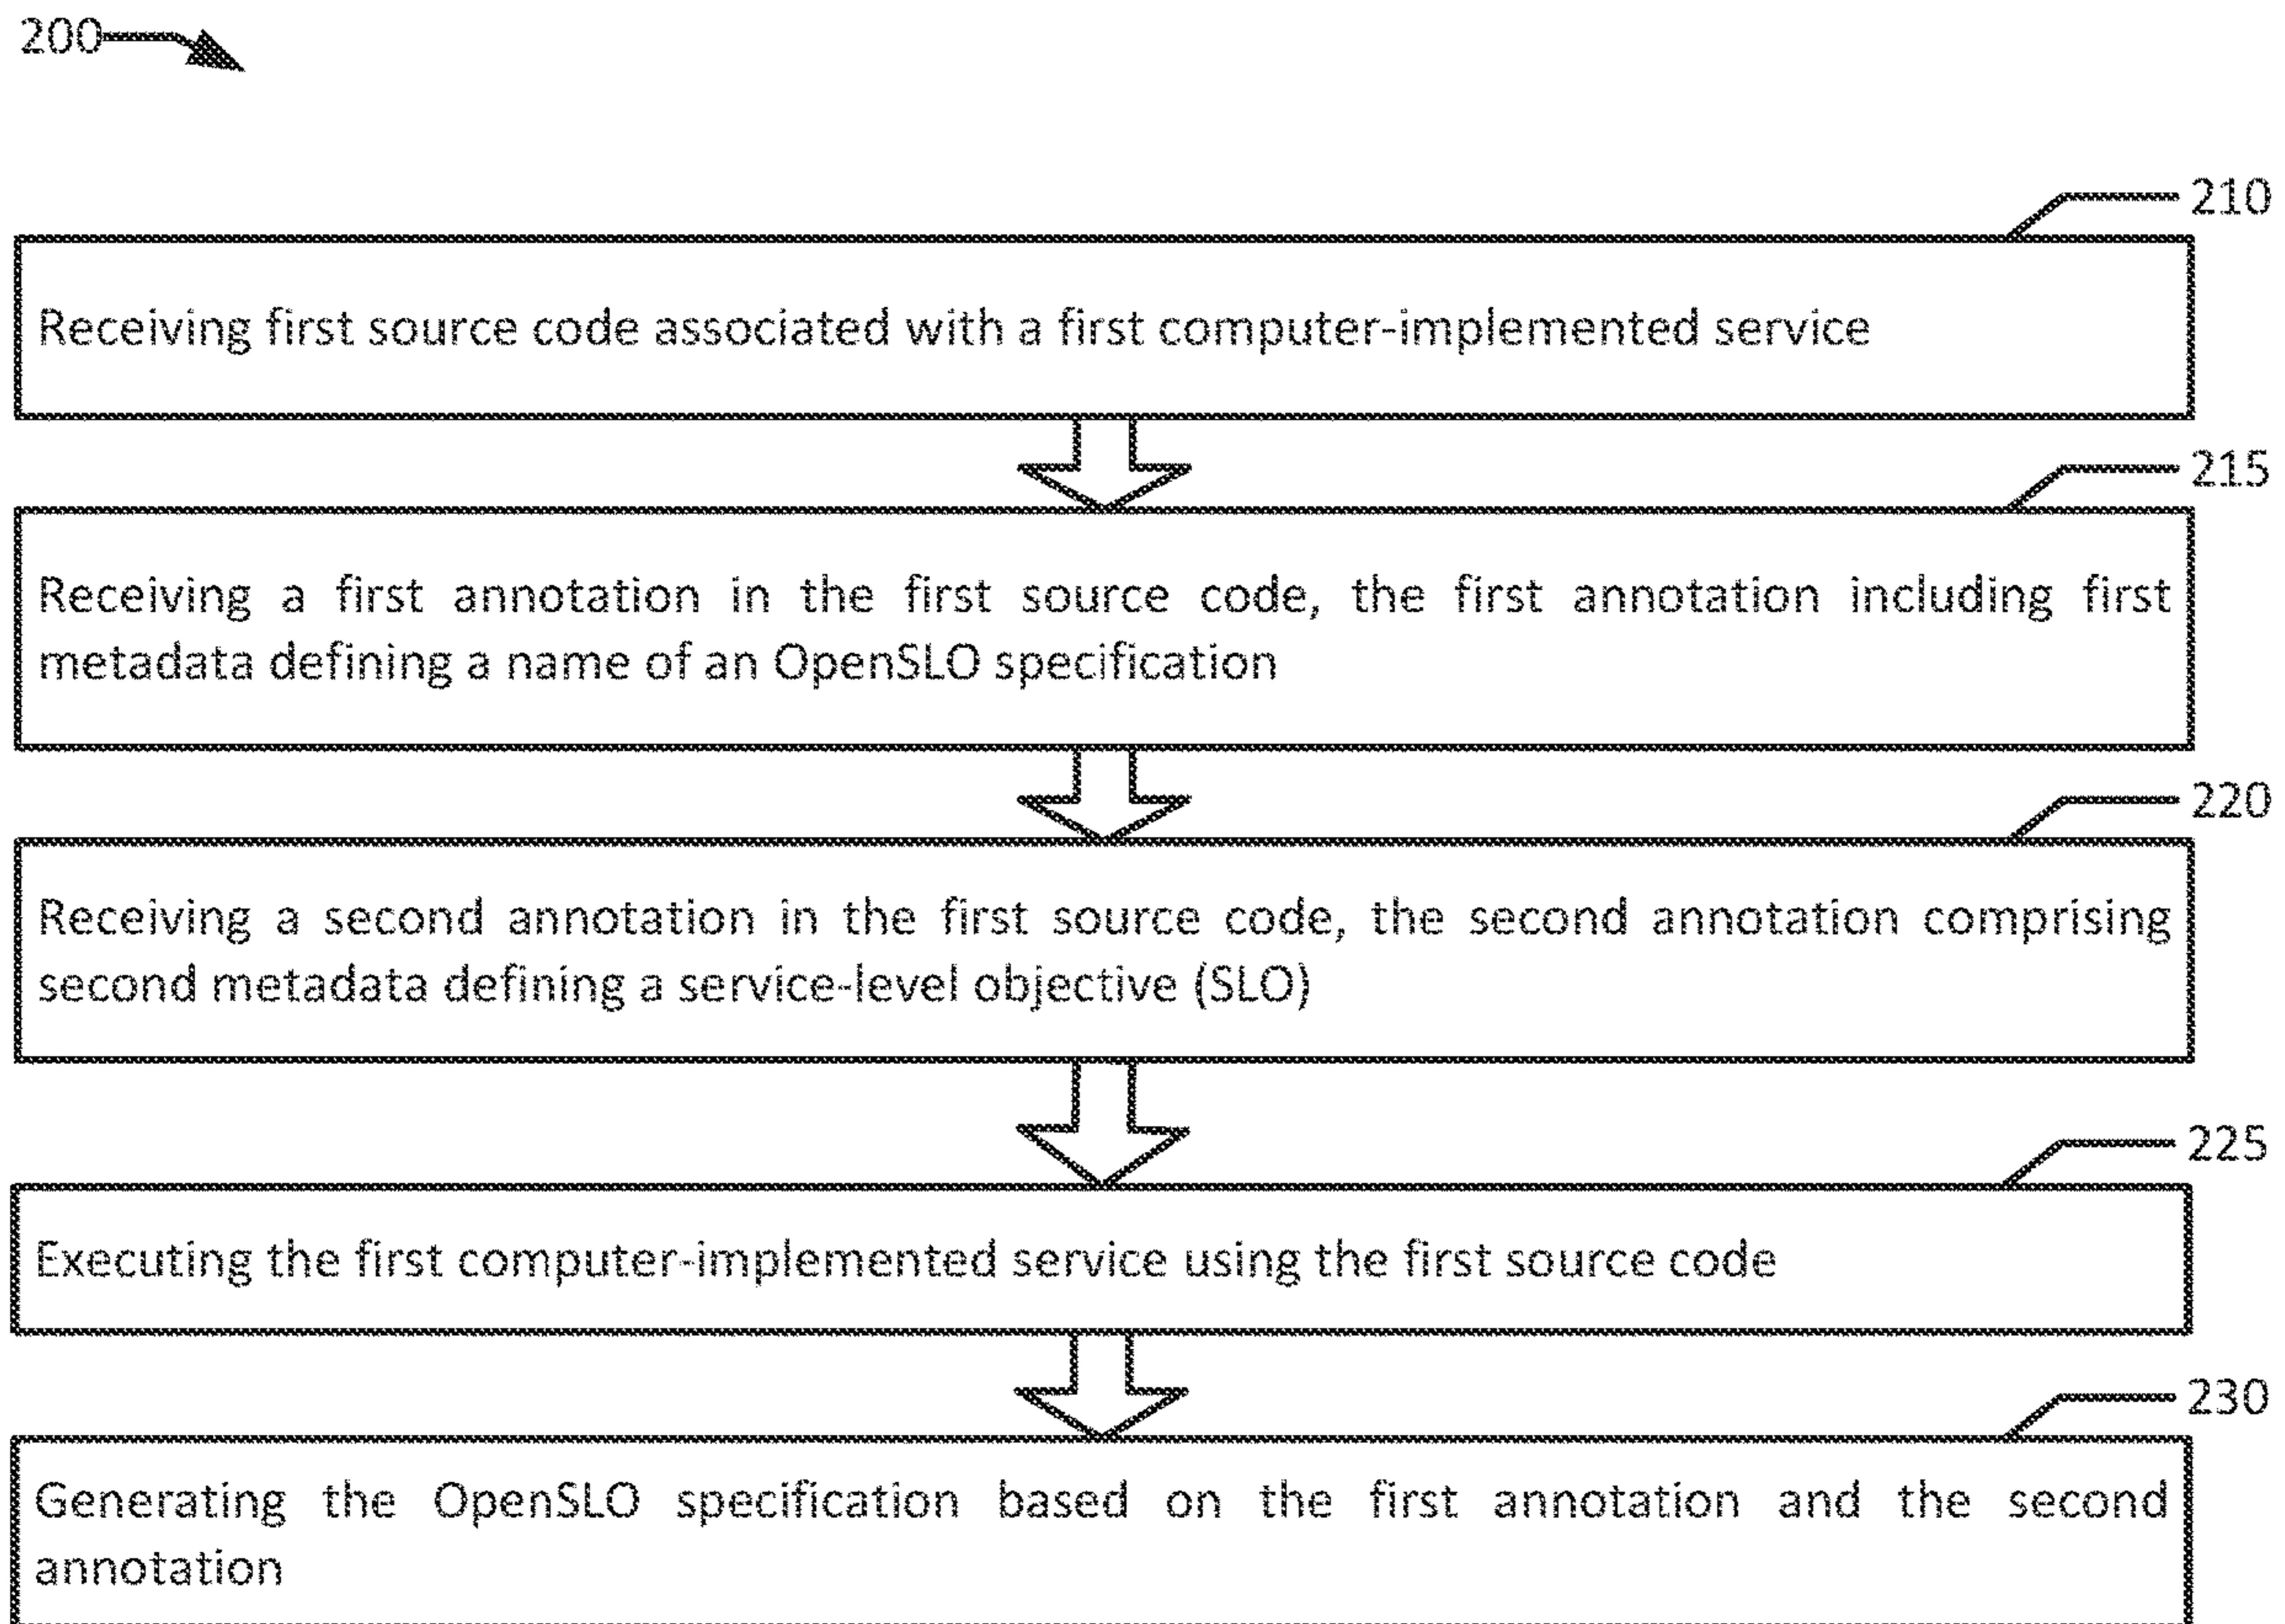 200
210
Receiving first source code associated with a first computer-implemented service
215
Receiving a first annotation in the first source code, the first annotation including first
metadata defining a name of an OpenSLO specification
220
Receiving a second annotation in the first source code, the second annotation comprising
second metadata defining a service-level objective (SLO)
225
Executing the first computer-implemented service using the first source code
230
Generating the OpenSLO specification based on the first annotation and the second
annotation